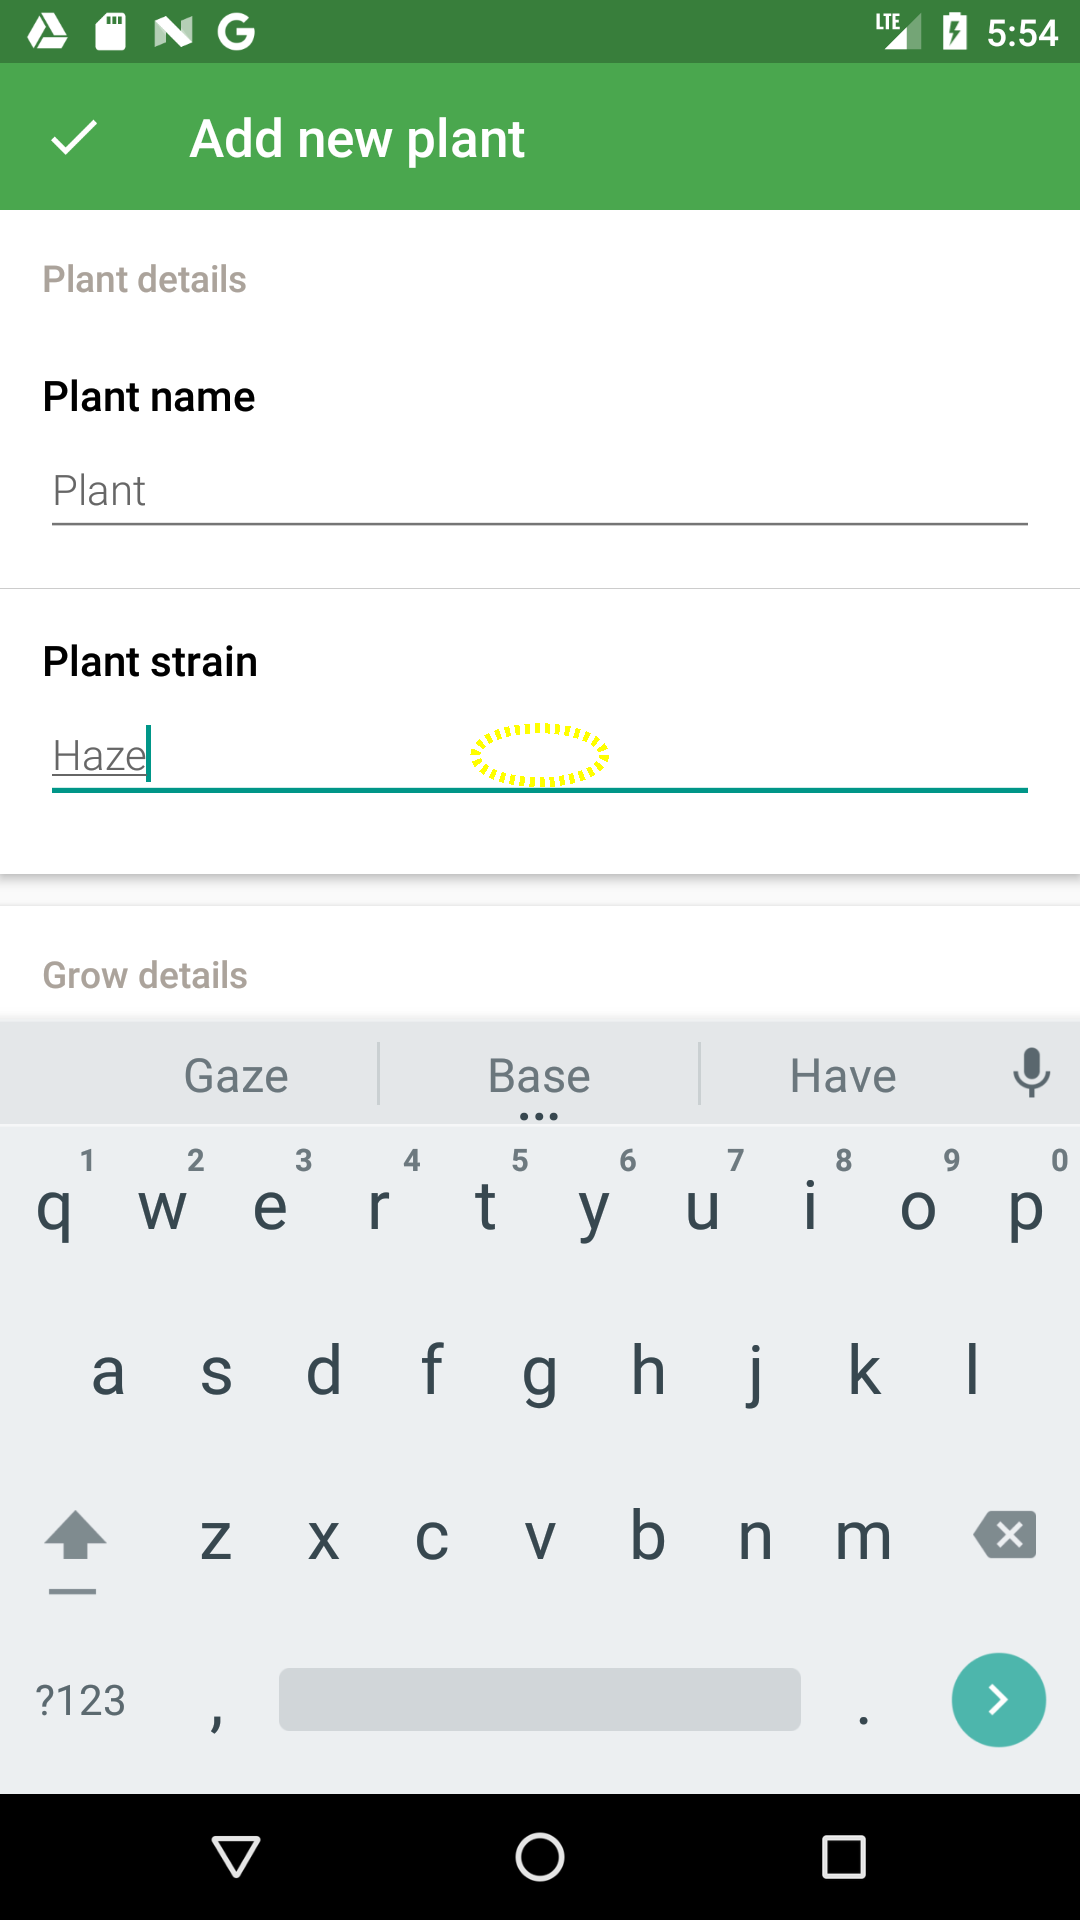 LTE 5:54
Add new plant
Plant details
Plant name
Plant
Plant strain
Haze
Grow details
Gaze Base Have
1 2 3 4 5 6 7 8 9 0
q w e r t y u i o p
a s d f g h j k l
z x c v b n m
?123 , .